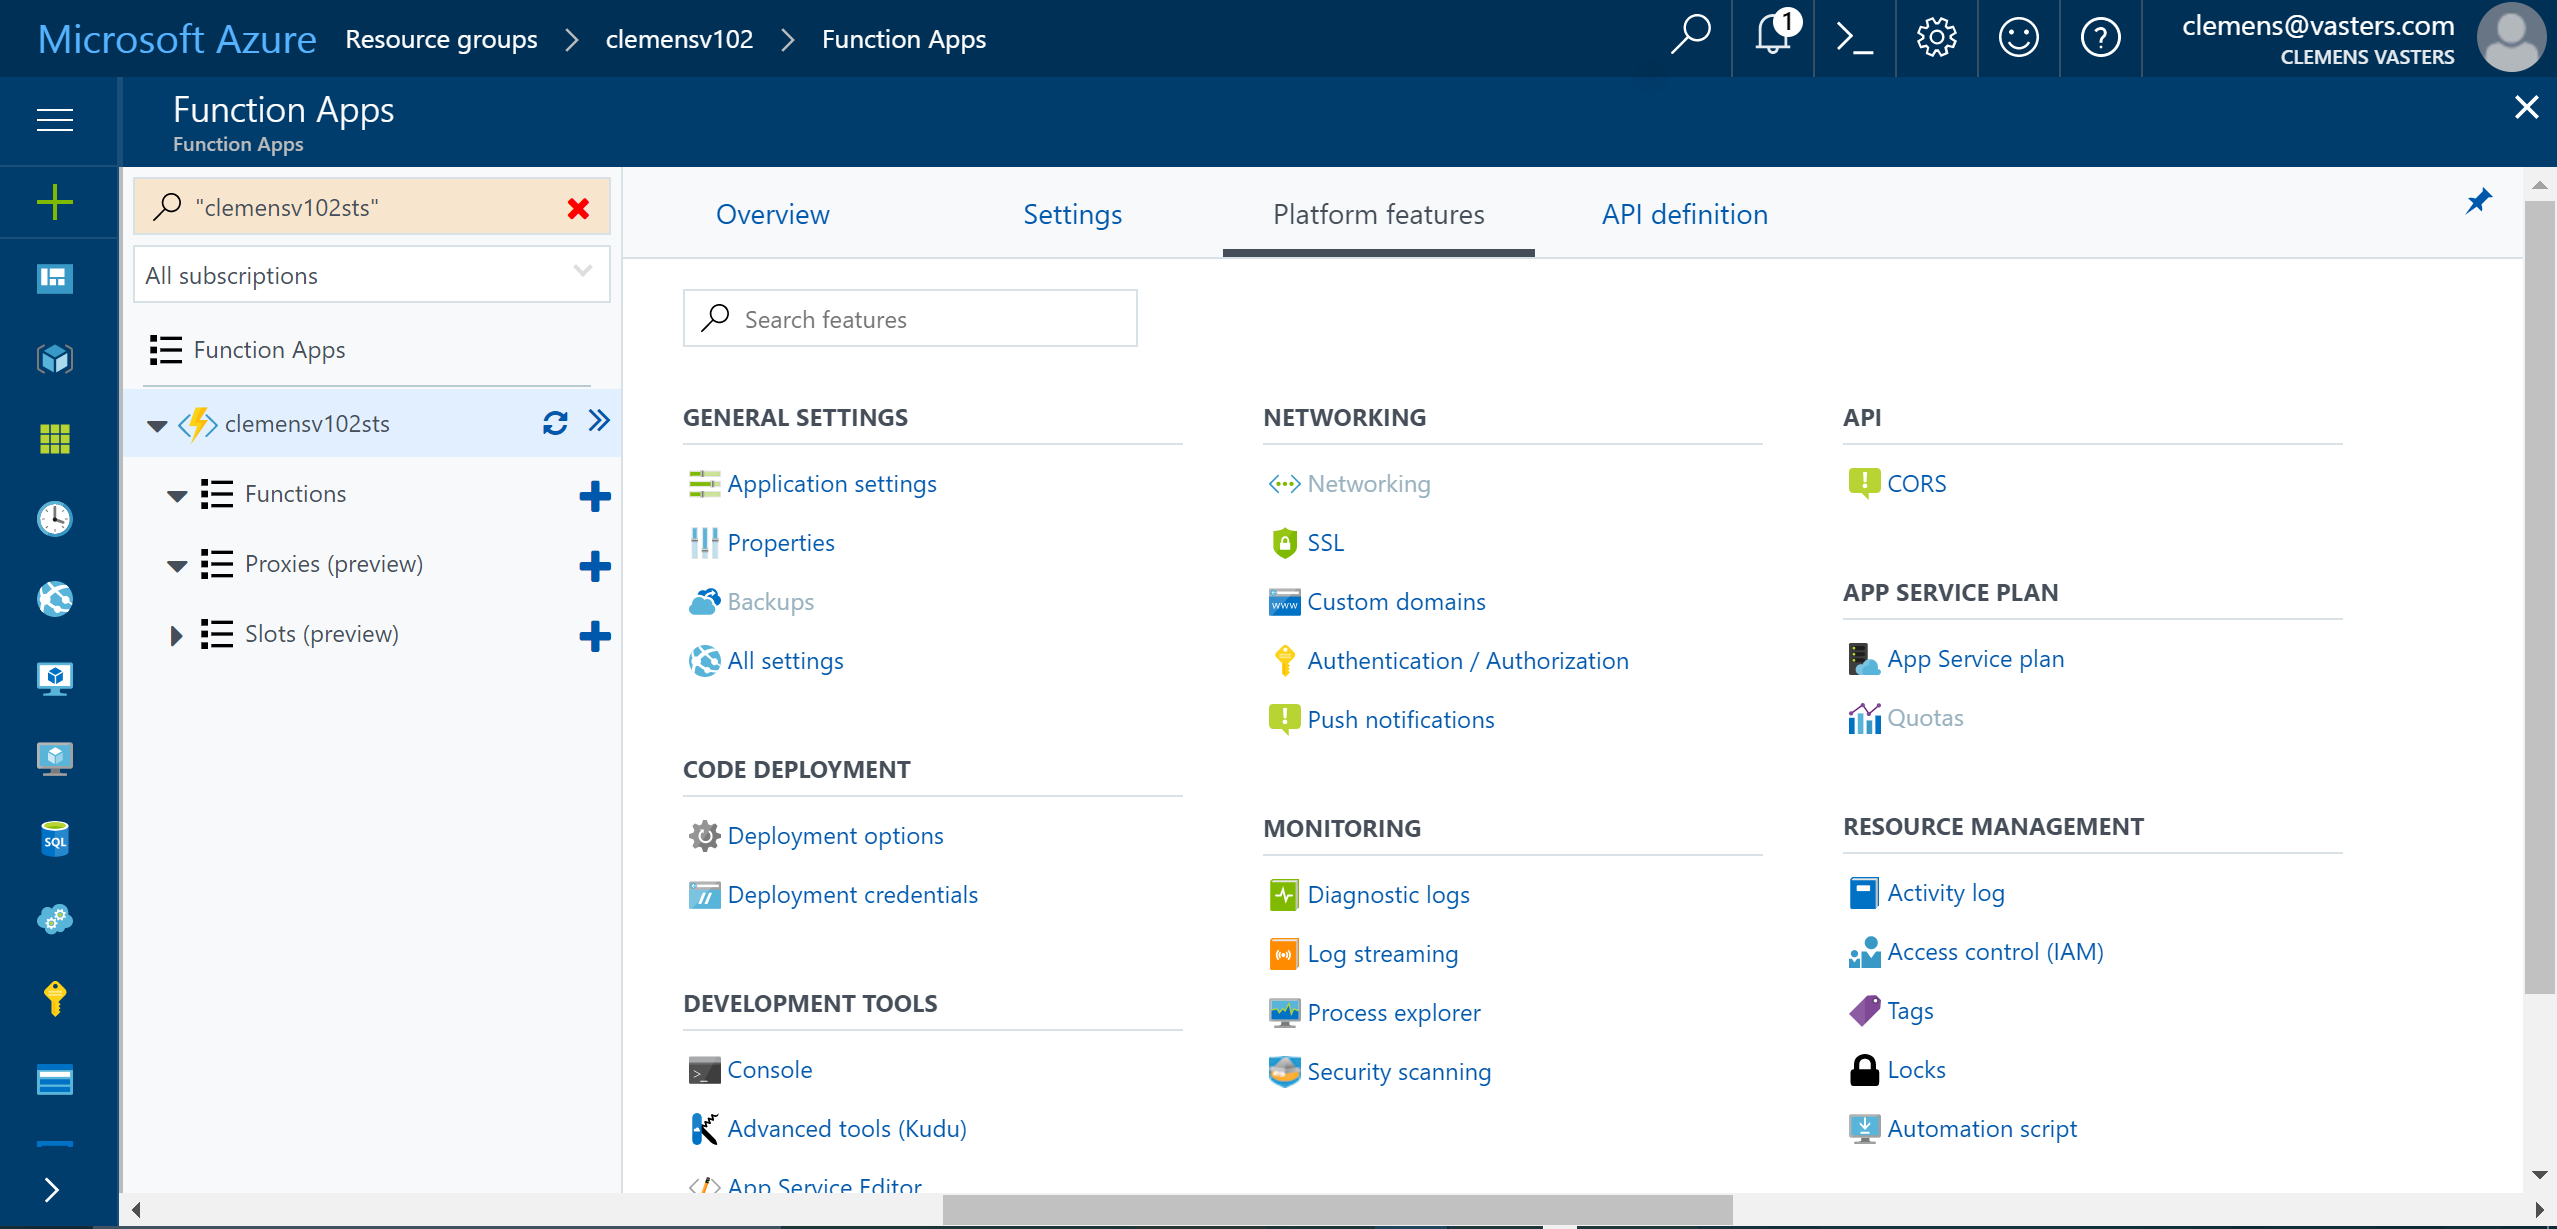 Microsoft Azure Resource groups > clemensv102 > Function Apps
1
clemens@vasters.com
CLEMENS VASTERS
Function Apps
Function Apps
"clemensv102sts"
All subscriptions
Function Apps
clemensv102sts
Functions
Proxies (preview)
Slots (preview)
SQL
Overview Settings Platform features API definition
Search features
GENERAL SETTINGS
Application settings
Properties
Backups
All settings
CODE DEPLOYMENT
Deployment options
Deployment credentials
DEVELOPMENT TOOLS
Console
Advanced tools (Kudu)
App Service Editor
NETWORKING
Networking
SSL
www Custom domains
Authentication / Authorization
Push notifications
MONITORING
Diagnostic logs
Log streaming
Process explorer
Security scanning
API
CORS
APP SERVICE PLAN
App Service plan
Quotas
RESOURCE MANAGEMENT
Activity log
Access control (IAM)
Tags
Locks
Automation script